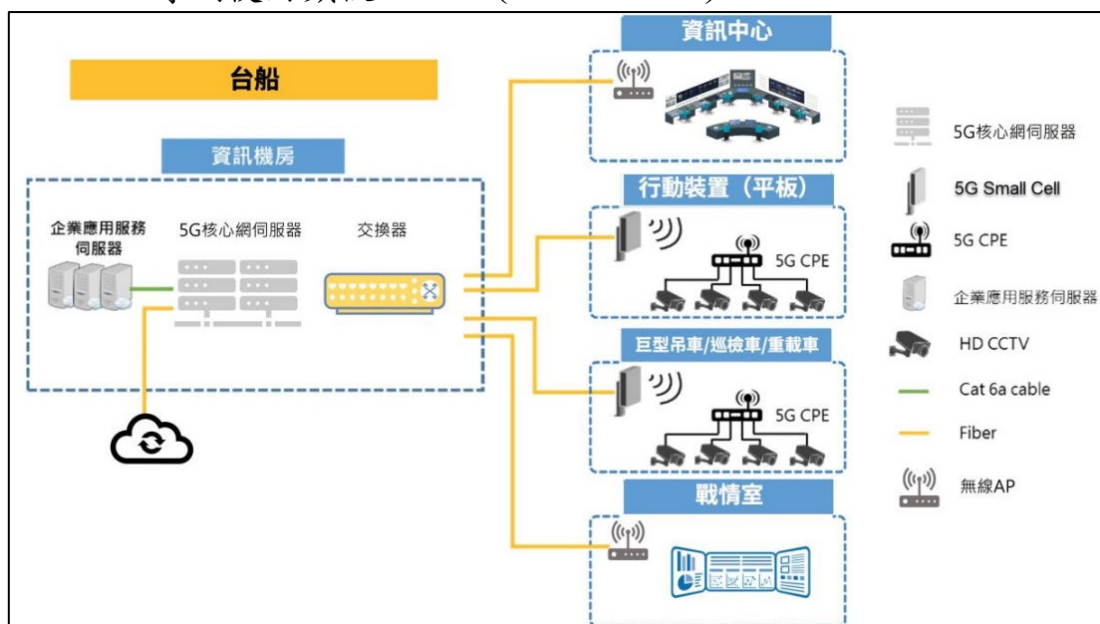 台船
資訊機房
企業應用服務
伺服器
5G核心網伺服器
交換器
資訊中心
行動裝置（平板）
5G CPE
巨型吊車/巡檢車/重載車
5G CPE
戰情室
5G核心網伺服器
5G Small Cell
5G CPE
企業應用服務伺服器
HD CCTV
Cat 6a cable
Fiber
無線AP